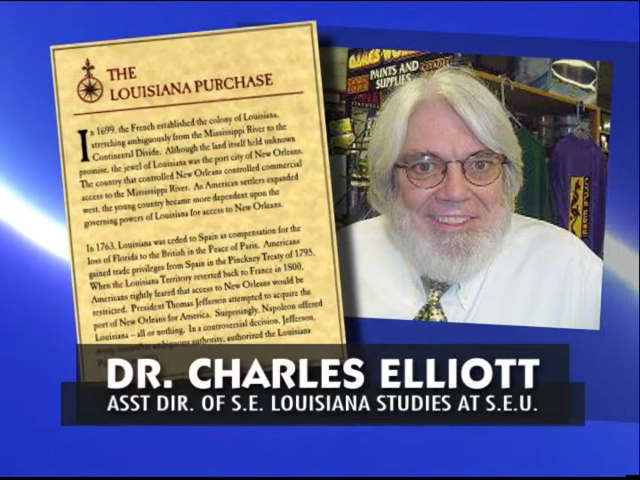 THE
LOUISIANA PURCHASE
In 1699, the French established the colony of Louisiana,
stretching ambiguously from the Mississippi River to the
Continental Divide. Although the land itself held unknown
promise, the jewel of Louisiana was the port city of New Orleans.
The country that controlled New Orleans controlled commercial
access to the Mississippi River. As American settlers expanded
west, the young country became more dependent upon the
governing powers of Louisiana for access to New Orleans.
In 1763, Louisiana was ceded to Spain as compensation for the
loss of Florida to the British in the Peace of Paris. Americans
gained trade privileges from Spain in the Pinckney Treaty of 1795.
When the Louisiana Territory reverted back to France in 1800,
Americans rightly feared that access to New Orleans would be
restricted. President Thomas Jefferson attempted to acquire the
port of New Orleans for America. Surprisingly, Napoleon offered
Louisiana – all or nothing. In a controversial decision, Jefferson,
ambiguous authority, authorized the Louisiana
PAINTS AND
SUPPLIES
DR. CHARLES ELLIOTT
ASST DIR. OF S.E. LOUISIANA STUDIES AT S.E.U.